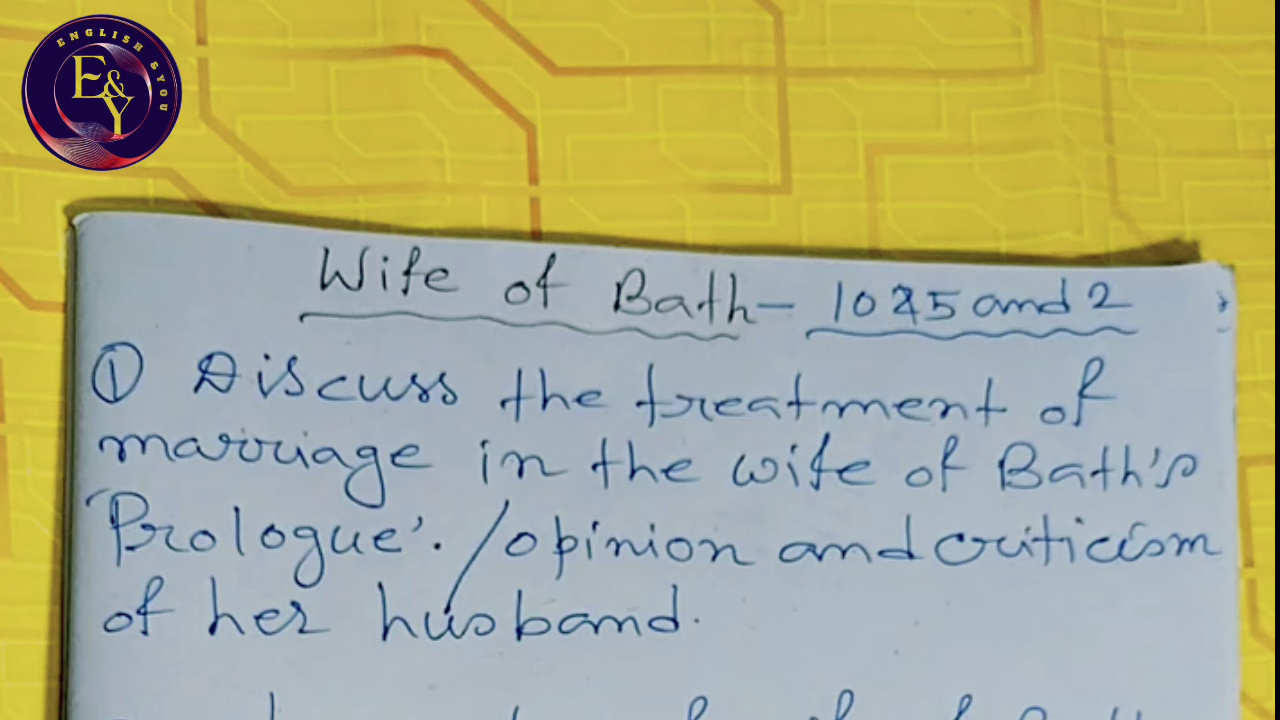 ENGLISH & YOU
E&Y
Wife of Bath - 10 & 5 and 2
① Discuss the treatment of
marriage in the wife of Bath's
'Prologue'. / opinion and criticism
of her husband.